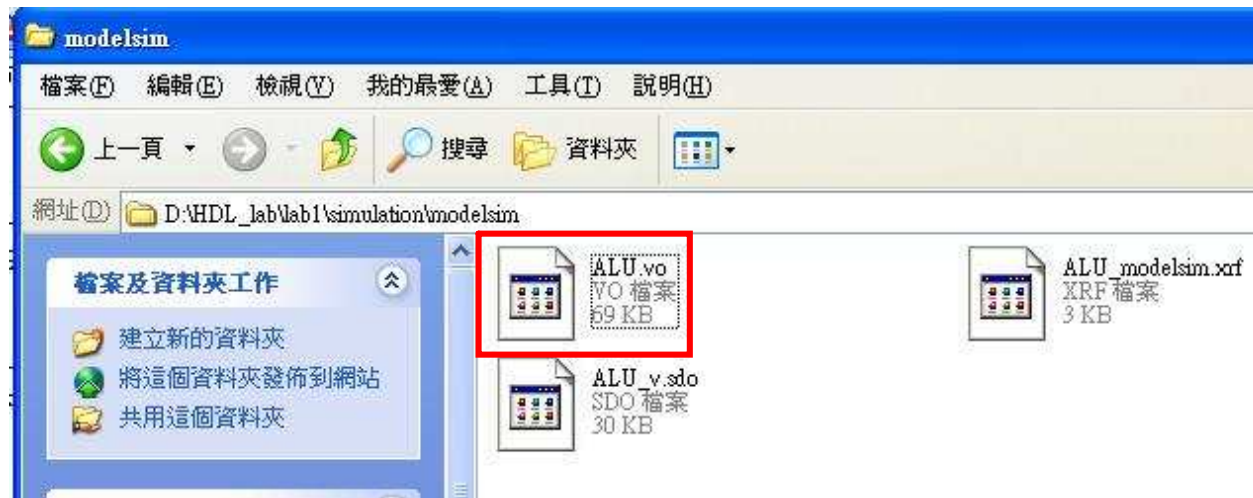 modelsim
檔案(F) 編輯(E) 檢視(V) 我的最愛(A) 工具(T) 說明(H)
上一頁 搜尋 資料夾
網址(D) D:\HDL_lab\lab1\simulation\modelsim
檔案及資料夾工作
建立新的資料夾
將這個資料夾發佈到網站
共用這個資料夾
ALU.vo
VO 檔案
69 KB
ALU_modelsim.xrf
XRF 檔案
3 KB
ALU_v.sdo
SDO 檔案
30 KB